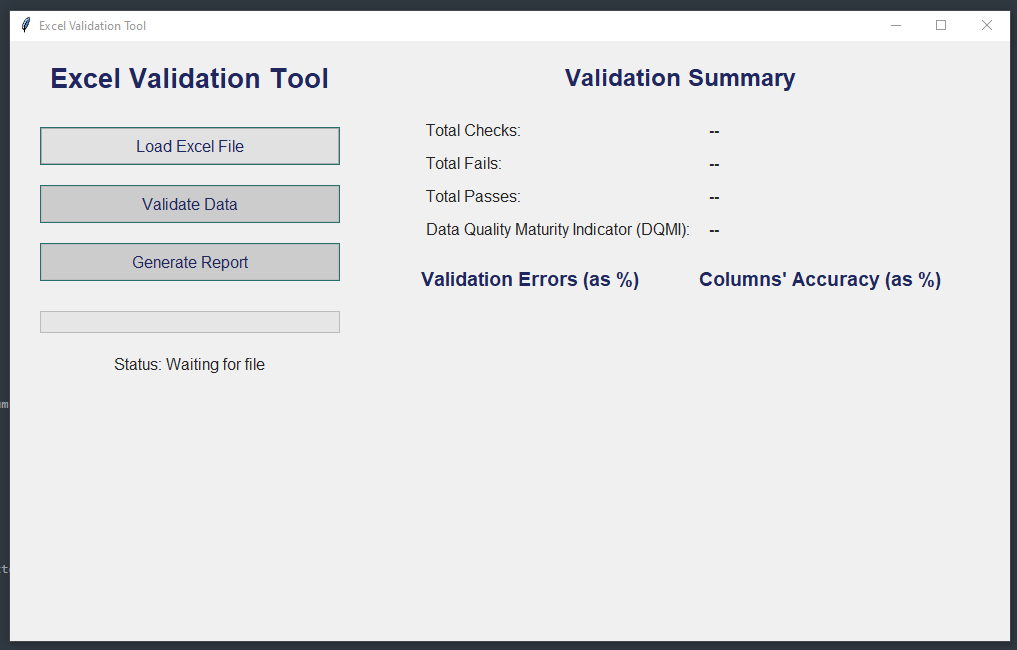 Excel Validation Tool
Excel Validation Tool
Load Excel File
Validate Data
Generate Report
Status: Waiting for file
Validation Summary
Total Checks: --
Total Fails: --
Total Passes: --
Data Quality Maturity Indicator (DQMI): --
Validation Errors (as %)
Columns' Accuracy (as %)